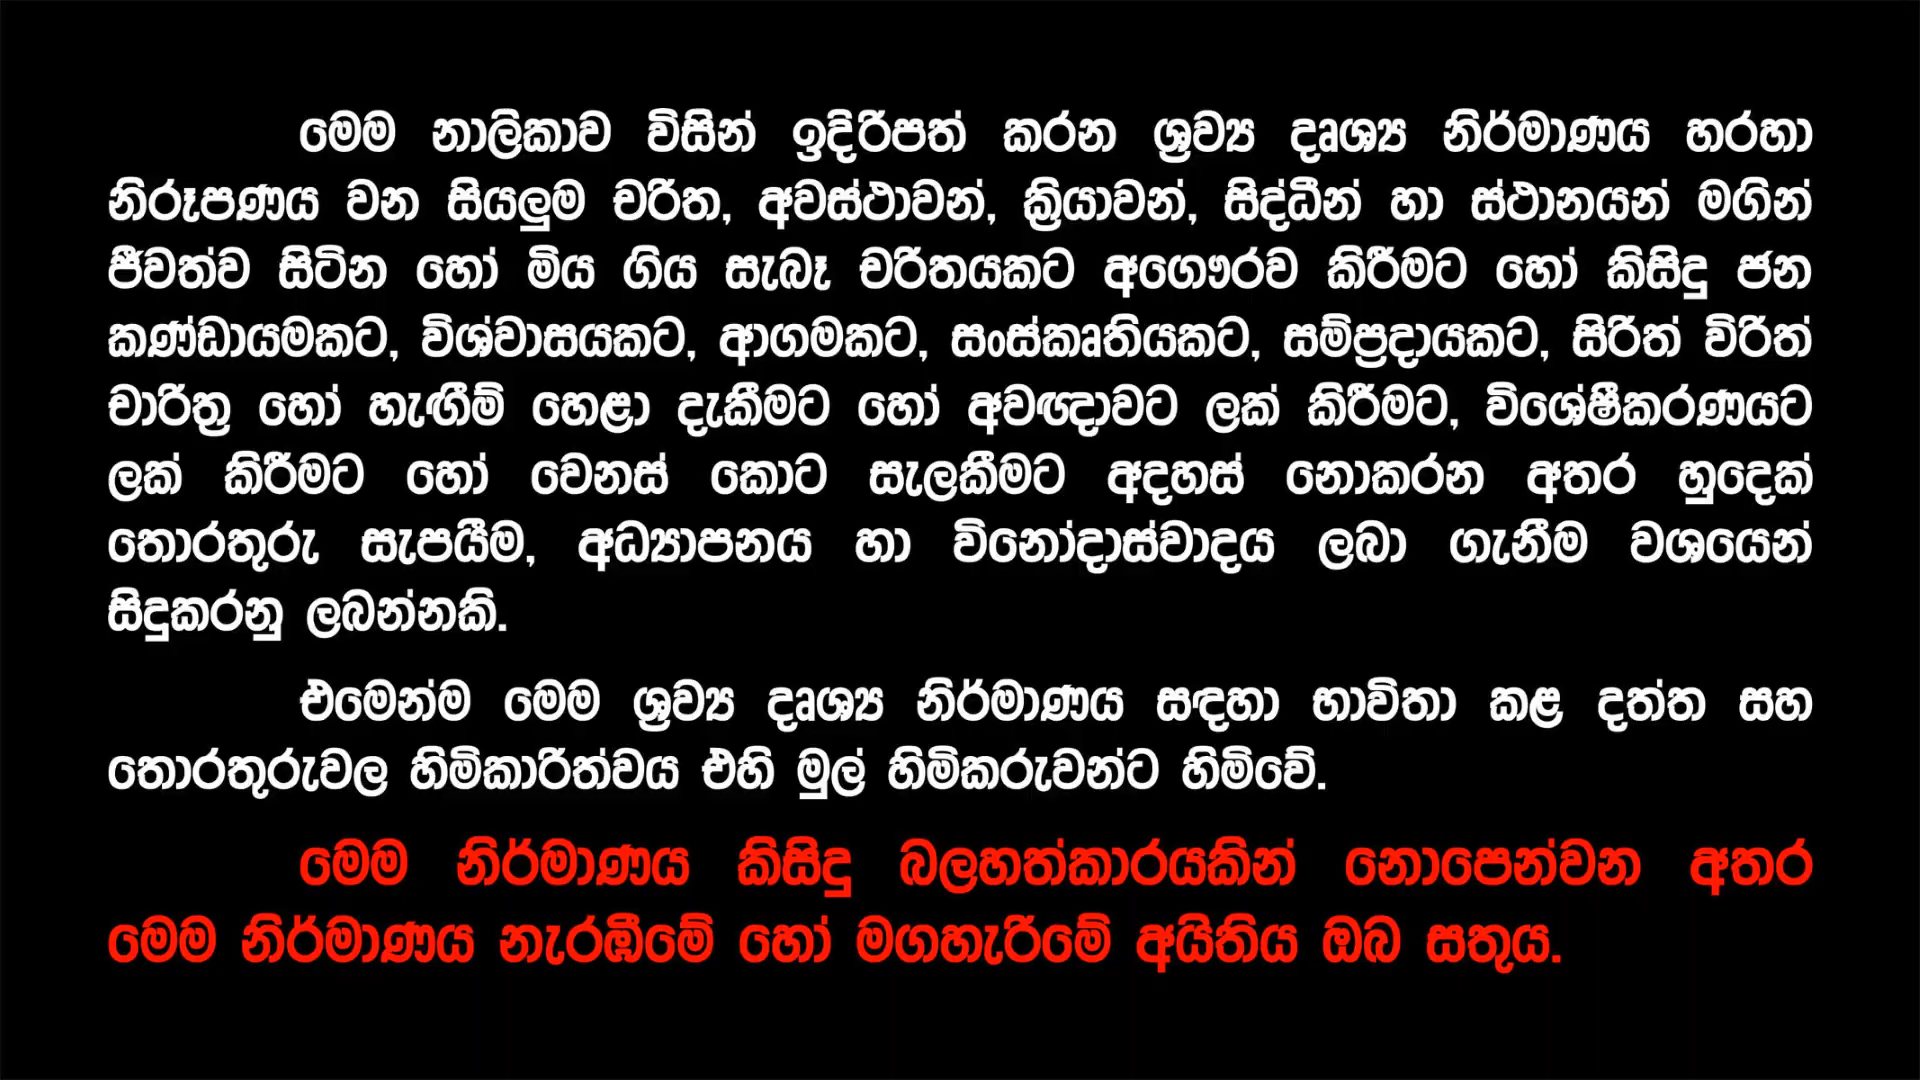 මෙම නාලිකාව විසින් ඉදිරිපත් කරන ශ්‍රව්‍ය දෘශ්‍ය නිර්මාණය හරහා
නිරූපණය වන සියලුම චරිත, අවස්ථාවන්, ක්‍රියාවන්, සිද්ධීන් හා ස්ථානයන් මගින්
ජීවත්ව සිටින හෝ මිය ගිය සැබෑ චරිතයකට අගෞරව කිරීමට හෝ කිසිදු ජන
කණ්ඩායමකට, විශ්වාසයකට, ආගමකට, සංස්කෘතියකට, සම්ප්‍රදායකට, සිරිත් විරිත්
චාරිත්‍ර හෝ හැඟීම් හෙළා දැකීමට හෝ අවඥාවට ලක් කිරීමට, විශේෂීකරණයට
ලක් කිරීමට හෝ වෙනස් කොට සැලකීමට අදහස් නොකරන අතර හුදෙක්
තොරතුරු සැපයීම, අධ්‍යාපනය හා විනෝදාස්වාදය ලබා ගැනීම වශයෙන්
සිදුකරනු ලබන්නකි.
එමෙන්ම මෙම ශ්‍රව්‍ය දෘශ්‍ය නිර්මාණය සඳහා භාවිතා කළ දත්ත සහ
තොරතුරුවල හිමිකාරිත්වය එහි මුල් හිමිකරුවන්ට හිමිවේ.
මෙම නිර්මාණය කිසිදු බලහත්කාරයකින් නොපෙන්වන අතර
මෙම නිර්මාණය නැරඹීමේ හෝ මගහැරීමේ අයිතිය ඔබ සතුය.